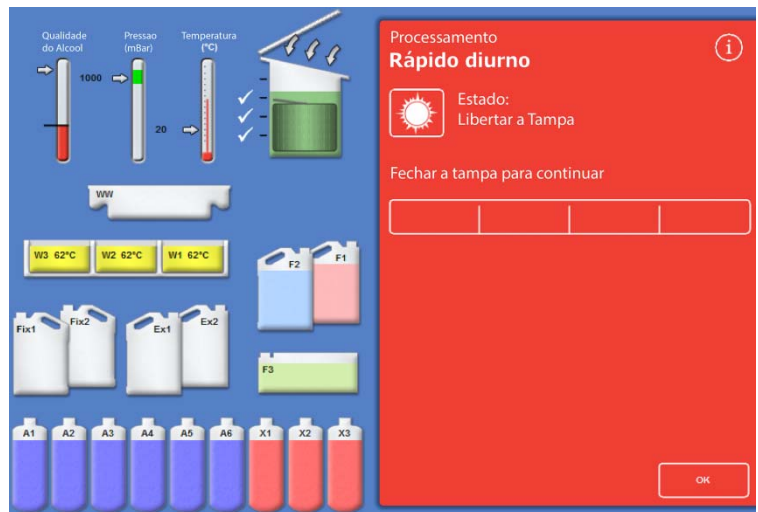 Qualidade
do Alcool
Pressao
(mBar)
Temperatura
(°C)
1000
20
WW
W3 62°C
W2 62°C
W1 62°C
F2
F1
Fix1
Fix2
Ex1
Ex2
F3
A1
A2
A3
A4
A5
A6
X1
X2
X3
Processamento
Rápido diurno
i
Estado:
Libertar a Tampa
Fechar a tampa para continuar
OK